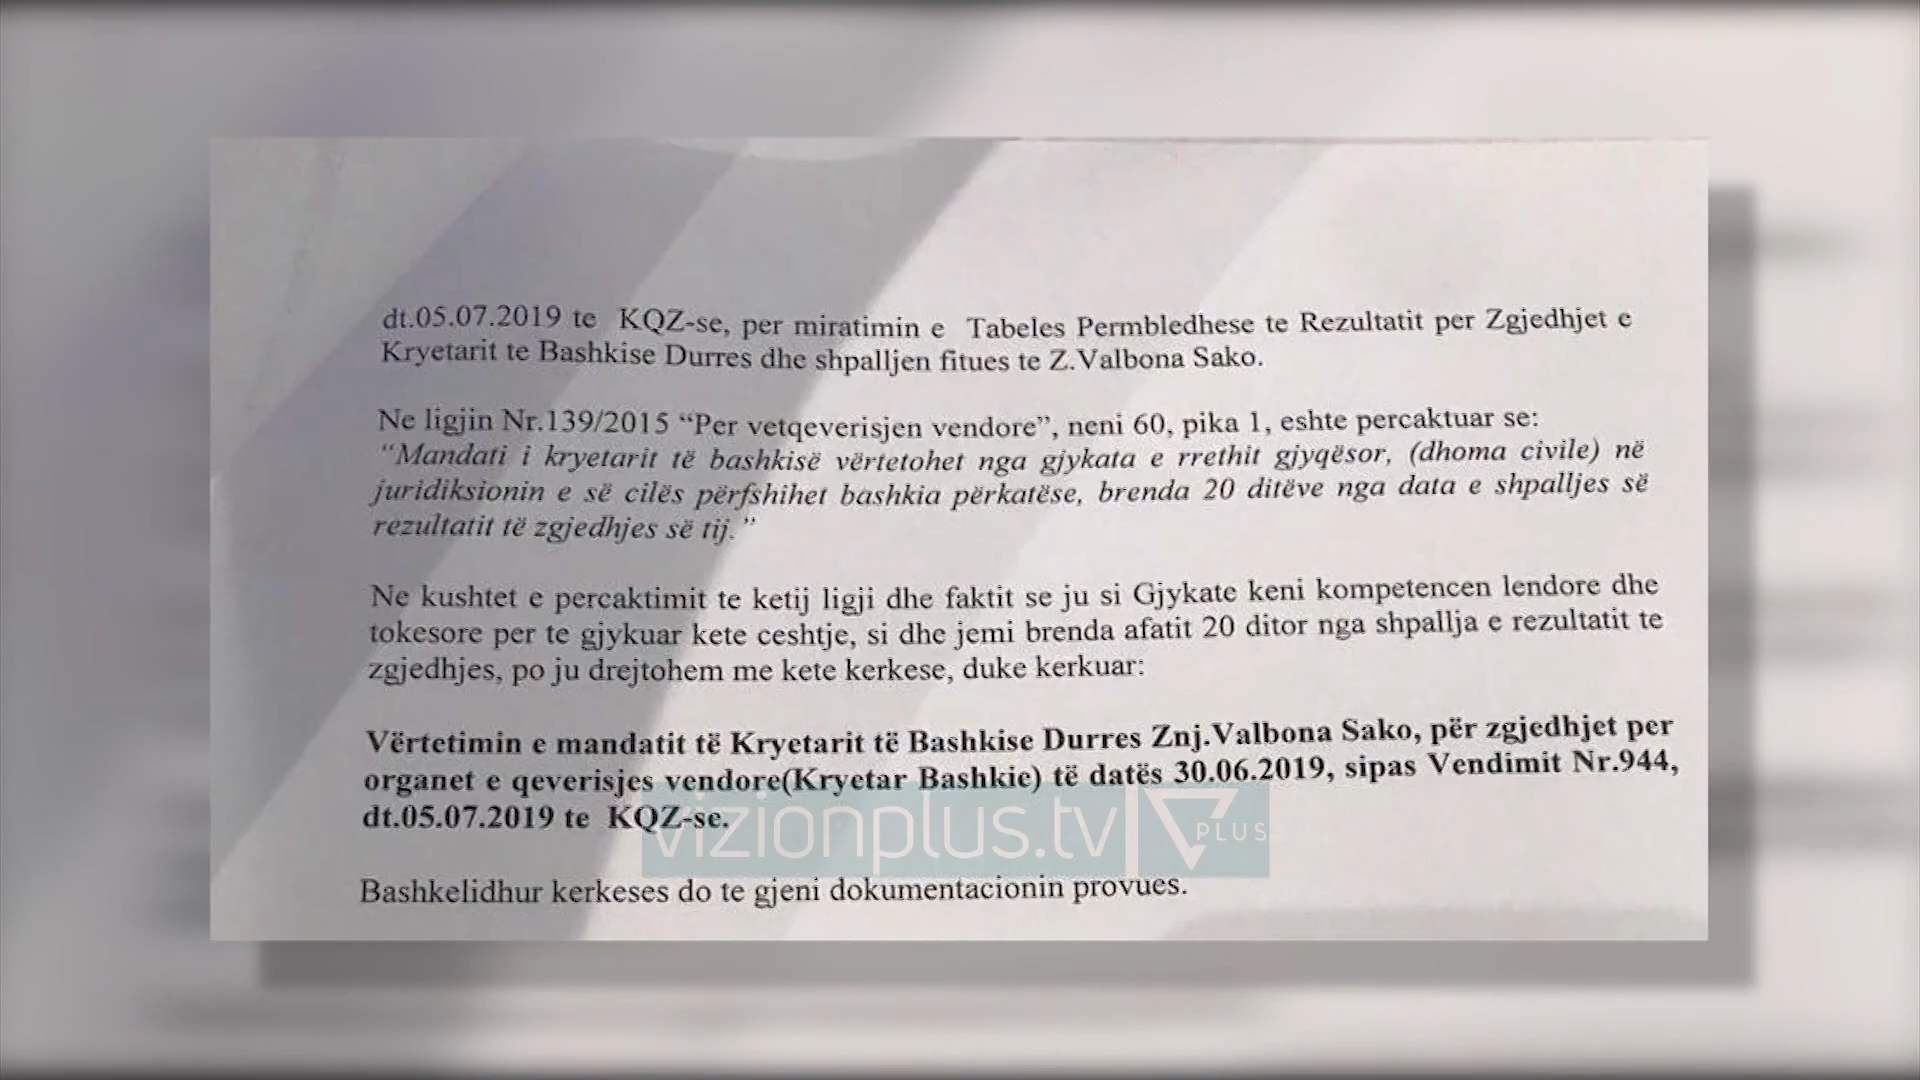 dt.05.07.2019 te KQZ-se, per miratimin e Tabeles Permbledhese te Rezultatit per Zgjedhjet e
Kryetarit te Bashkise Durres dhe shpalljen fitues te Z.Valbona Sako.
Ne ligjin Nr.139/2015 “Per vetqeverisjen vendore”, neni 60, pika 1, eshte percaktuar se:
“Mandati i kryetarit të bashkisë vërtetohet nga gjykata e rrethit gjyqësor, (dhoma civile) në
juridiksionin e së cilës përfshihet bashkia përkatëse, brenda 20 ditëve nga data e shpalljes së
rezultatit të zgjedhjes së tij.”
Ne kushtet e percaktimit te ketij ligji dhe faktit se ju si Gjykate keni kompetencen lendore dhe
tokesore per te gjykuar kete ceshtje, si dhe jemi brenda afatit 20 ditor nga shpallja e rezultatit te
zgjedhjes, po ju drejtohem me kete kerkese, duke kerkuar:
Vërtetimin e mandatit të Kryetarit të Bashkise Durres Znj.Valbona Sako, për zgjedhjet per
organet e qeverisjes vendore(Kryetar Bashkie) të datës 30.06.2019, sipas Vendimit Nr.944,
dt.05.07.2019 te KQZ-se.
vizionplus.tv PLUS
Bashkelidhur kerkeses do te gjeni dokumentacionin provues.